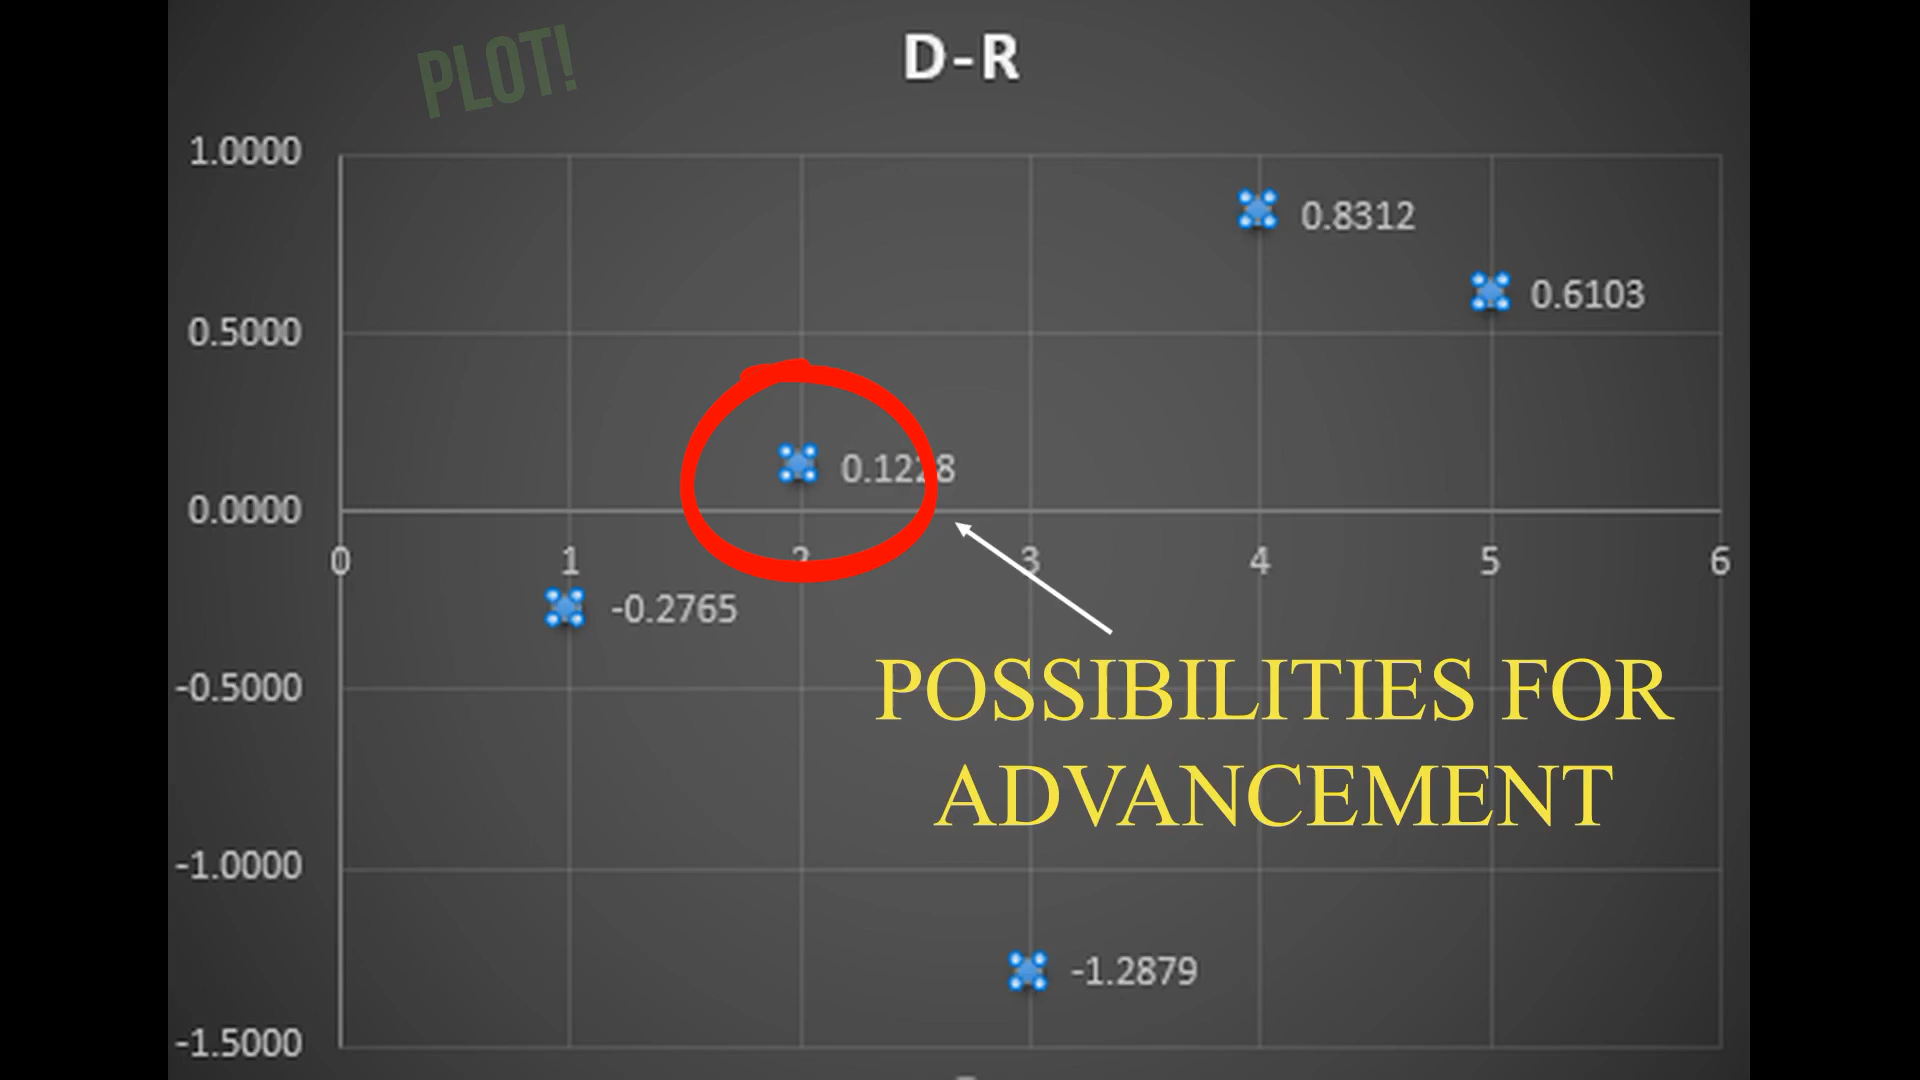 PLOT!
D-R
1.0000
0.8312
0.6103
0.5000
0.1228
0.0000
0 1 2 3 4 5 6
-0.2765
-0.5000
POSSIBILITIES FOR
ADVANCEMENT
-1.0000
-1.2879
-1.5000